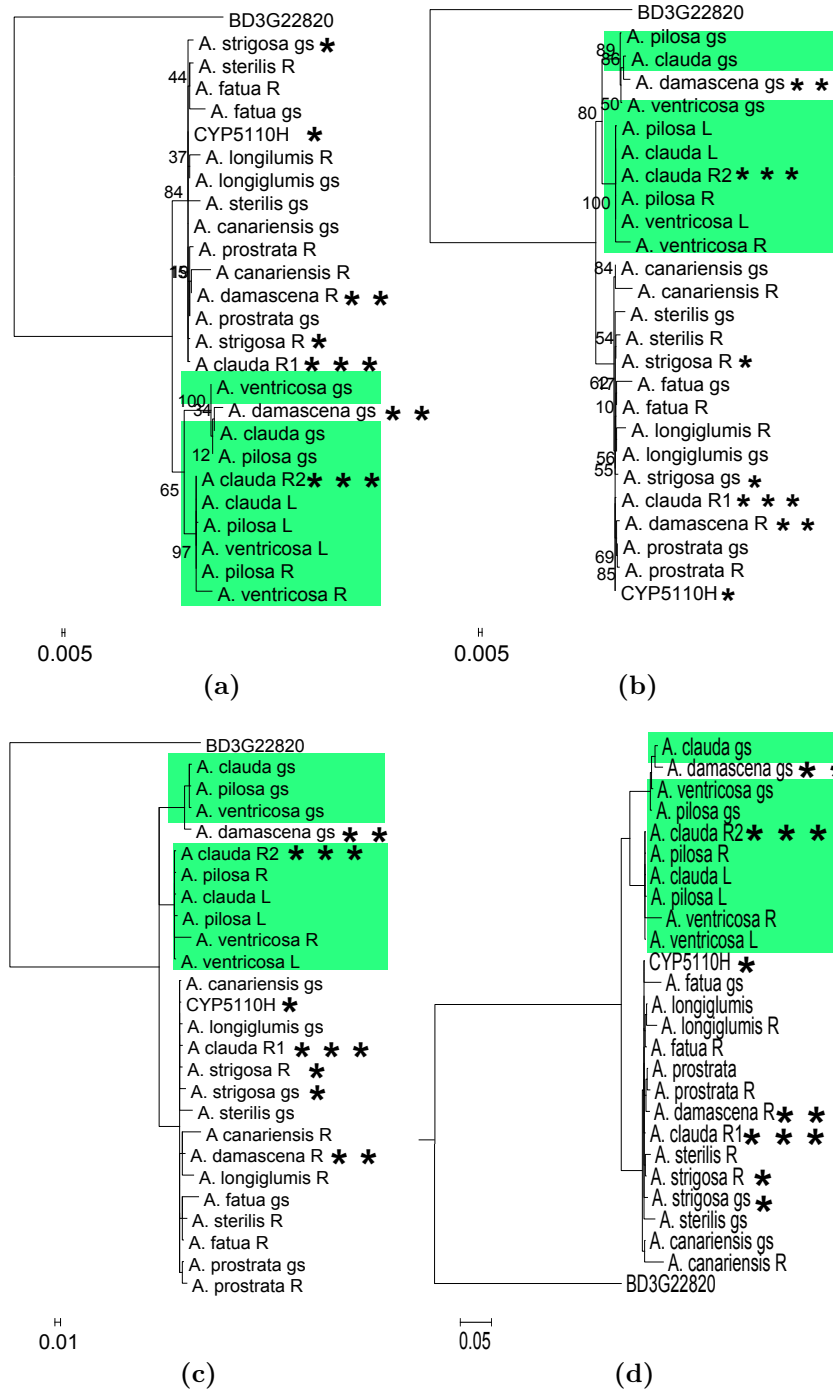 BD3G22820
A. strigosa gs *
A. sterilis R
44
A. fatua R
A. fatua gs
CYP5110H *
37
A. longilumis R
A. longiglumis gs
84
A. sterilis gs
A. canariensis gs
A. prostrata R
A canariensis R
A. damascena R * *
A. prostrata gs
A. strigosa R *
A clauda R1 * * *
A. ventricosa gs
100
34
A. damascena gs * *
A. clauda gs
12
A. pilosa gs
65
A clauda R2 * * *
A. clauda L
A. pilosa L
97
A. ventricosa L
A. pilosa R
A. ventricosa R
0.005
(a)
BD3G22820
A. pilosa gs
89
86
A. clauda gs
A. damascena gs * *
50
A. ventricosa gs
80
A. pilosa L
A. clauda L
A. clauda R2 * * *
A. pilosa R
100
A. ventricosa L
A. ventricosa R
84
A. canariensis gs
A. canariensis R
A. sterilis gs
54
A. sterilis R
A. strigosa R *
A. fatua gs
10
A. fatua R
A. longiglumis R
56
A. longiglumis gs
55
A. strigosa gs *
A. clauda R1 * * *
A. damascena R * *
69
A. prostrata gs
85
A. prostrata R
CYP5110H *
0.005
(b)
BD3G22820
A. clauda gs
A. pilosa gs
A. ventricosa gs
A. damascena gs * *
A clauda R2 * * *
A. pilosa R
A. clauda L
A. pilosa L
A. ventricosa R
A. ventricosa L
A. canariensis gs
CYP5110H *
A. longiglumis gs
A clauda R1 * * *
A. strigosa R *
A. strigosa gs *
A. sterilis gs
A canariensis R
A. damascena R * *
A. longiglumis R
A. fatua gs
A. sterilis R
A. fatua R
A. prostata gs
A. prostrata R
0.01
(c)
A. clauda gs
A. damascena gs * *
A. ventricosa gs
A. pilosa gs
A. clauda R2 * * *
A. pilosa R
A. clauda L
A. pilosa L
A. ventricosa R
A. ventricosa L
CYP5110H *
A. fatua gs
A. longiglumis
A. longiglumis R
A. fatua R
A. prostrata
A. prostrata R
A. damascena R * *
A. clauda R1 * * *
A. sterilis R
A. strigosa R *
A. strigosa gs *
A. sterilis gs
A. canariensis gs
A. canariensis R
BD3G22820
0.05
(d)